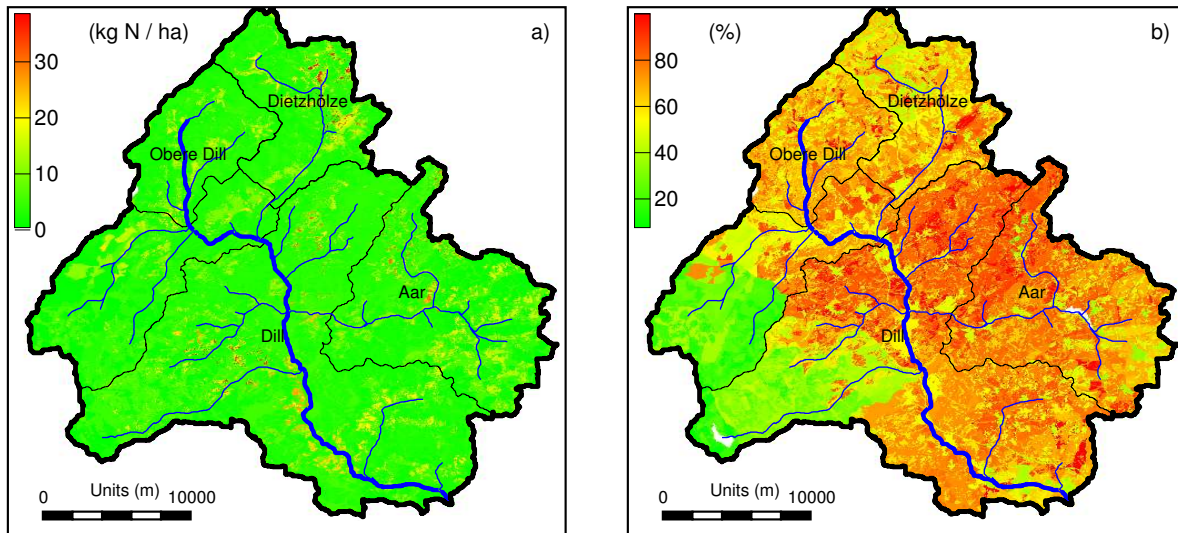 (kg N / ha)
a)
30
20
10
0
Dietzhölze
Obere Dill
Aar
Dill
0 Units (m) 10000
(%)
b)
80
60
40
20
Dietzhölze
Obere Dill
Aar
Dill
0 Units (m) 10000